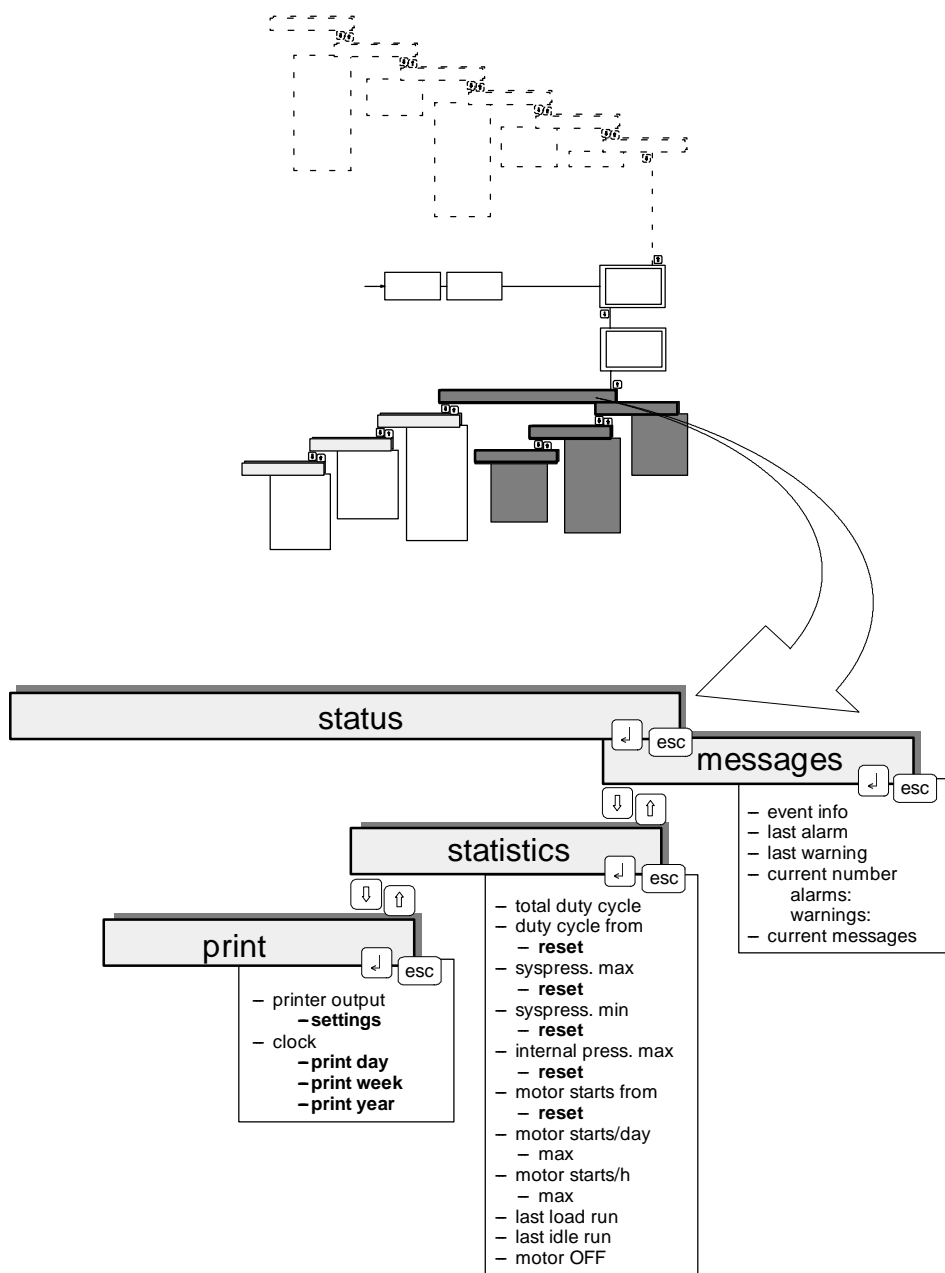 status
esc
messages
esc
– event info
– last alarm
– last warning
– current number
alarms:
warnings:
– current messages
statistics
esc
– total duty cycle
– duty cycle from
– reset
– syspress. max
– reset
– syspress. min
– reset
– internal press. max
– reset
– motor starts from
– reset
– motor starts/day
– max
– motor starts/h
– max
– last load run
– last idle run
– motor OFF
print
esc
– printer output
– settings
– clock
– print day
– print week
– print year